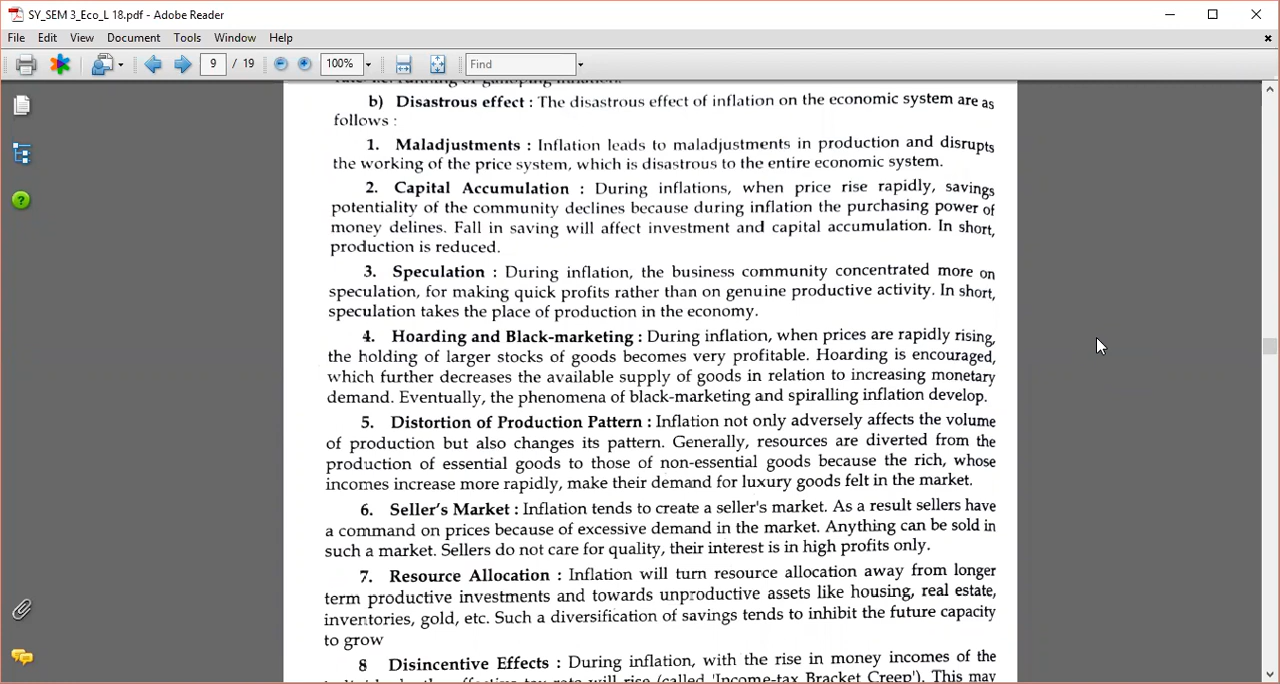 SY_SEM 3_Eco_L 18.pdf - Adobe Reader
File Edit View Document Tools Window Help
9 / 19 100% Find
b) Disastrous effect : The disastrous effect of inflation on the economic system are as
follows :
1. Maladjustments : Inflation leads to maladjustments in production and disrupts
the working of the price system, which is disastrous to the entire economic system.
2. Capital Accumulation : During inflations, when price rise rapidly, savings
potentiality of the community declines because during inflation the purchasing power of
money delines. Fall in saving will affect investment and capital accumulation. In short,
production is reduced.
3. Speculation : During inflation, the business community concentrated more on
speculation, for making quick profits rather than on genuine productive activity. In short,
speculation takes the place of production in the economy.
4. Hoarding and Black-marketing : During inflation, when prices are rapidly rising,
the holding of larger stocks of goods becomes very profitable. Hoarding is encouraged,
which further decreases the available supply of goods in relation to increasing monetary
demand. Eventually, the phenomena of black-marketing and spiralling inflation develop.
5. Distortion of Production Pattern : Inflation not only adversely affects the volume
of production but also changes its pattern. Generally, resources are diverted from the
production of essential goods to those of non-essential goods because the rich, whose
incomes increase more rapidly, make their demand for luxury goods felt in the market.
6. Seller's Market : Inflation tends to create a seller's market. As a result sellers have
a command on prices because of excessive demand in the market. Anything can be sold in
such a market. Sellers do not care for quality, their interest is in high profits only.
7. Resource Allocation : Inflation will turn resource allocation away from longer
term productive investments and towards unproductive assets like housing, real estate,
inventories, gold, etc. Such a diversification of savings tends to inhibit the future capacity
to grow
8 Disincentive Effects : During inflation, with the rise in money incomes of the
effective tax rate will rise (called 'Income-tax Bracket Creep'). This may